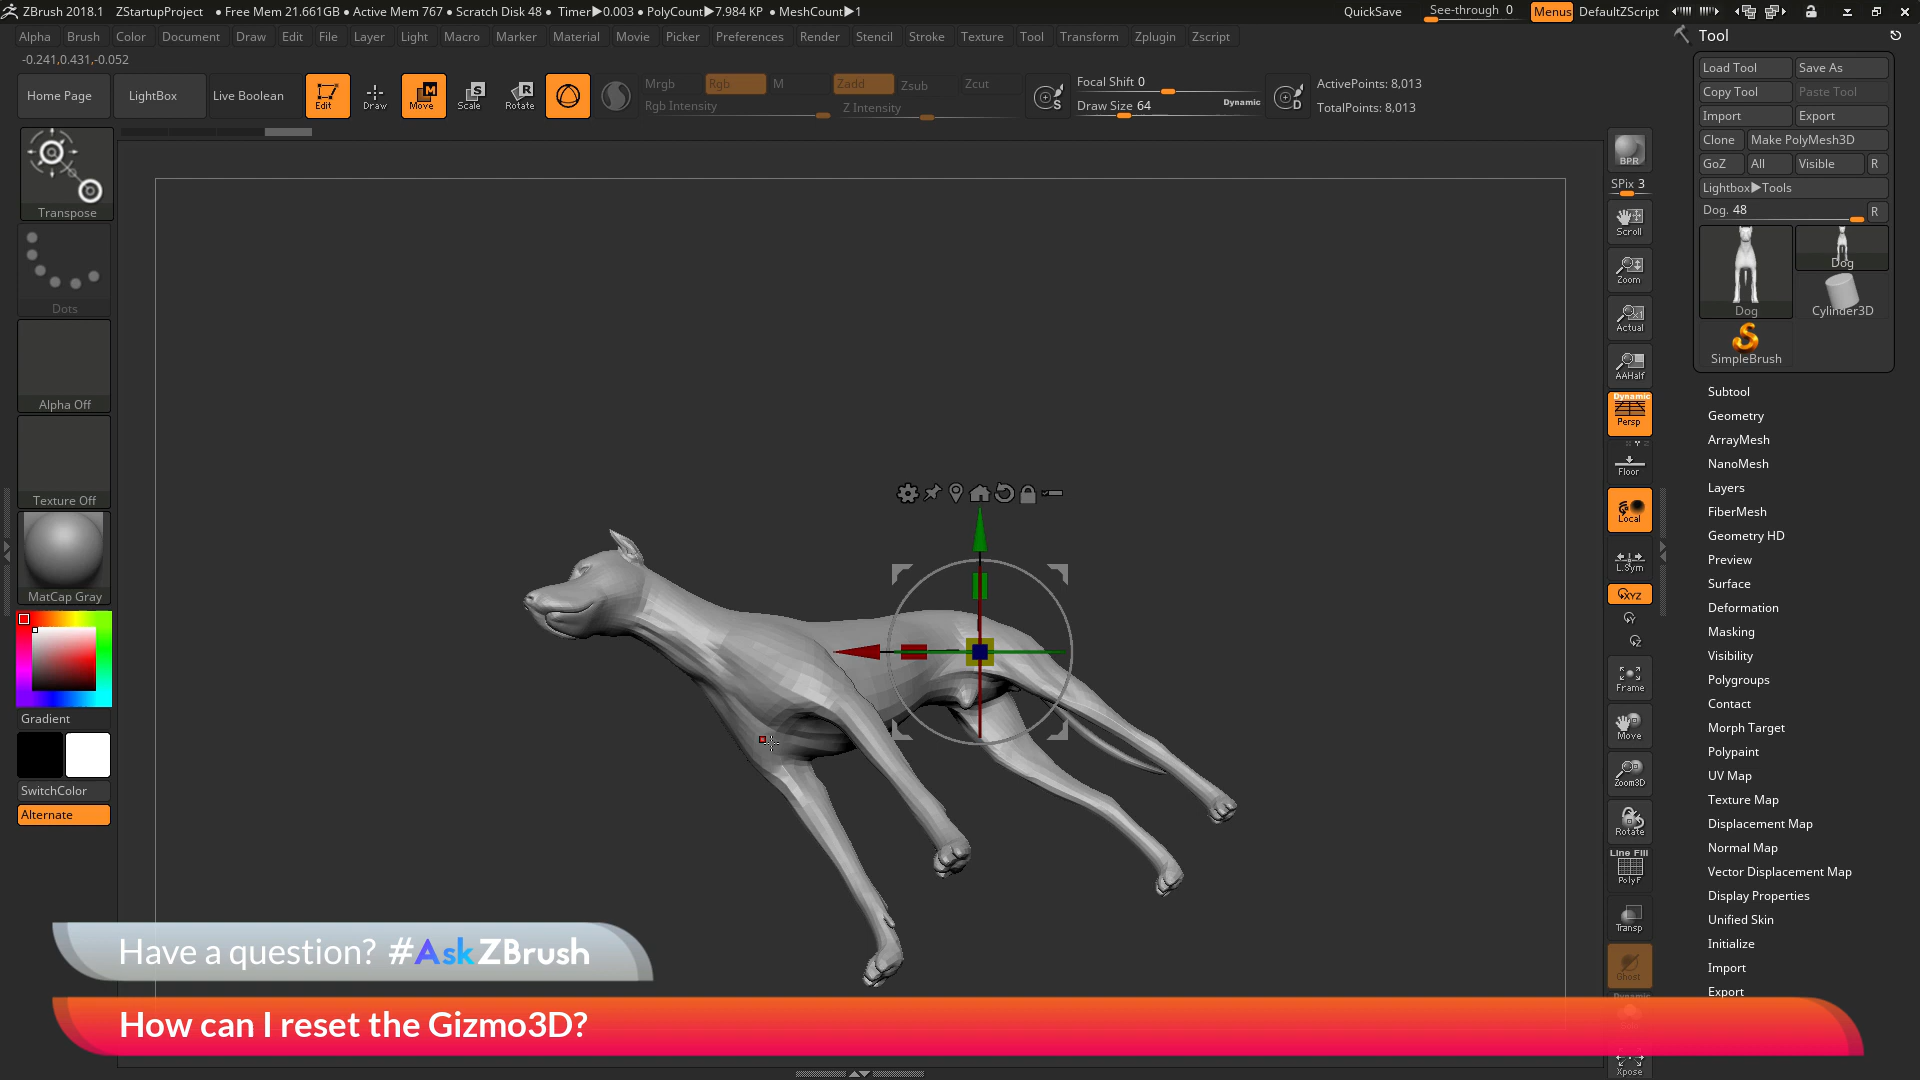 ZBrush 2018.1 ZStartupProject • Free Mem 21.661GB • Active Mem 767 • Scratch Disk 48 • Timer▶0.003 • PolyCount▶7.984 KP • MeshCount▶1 QuickSave See-through 0 Menus DefaultZScript
Alpha Brush Color Document Draw Edit File Layer Light Macro Marker Material Movie Picker Preferences Render Stencil Stroke Texture Tool Transform Zplugin Zscript
-0.241,0.431,-0.052
Home Page LightBox Live Boolean Edit Draw Move Scale Rotate
Mrgb Rgb M Zadd Zsub Zcut
Rgb Intensity Z Intensity
S Focal Shift 0
Draw Size 64 Dynamic
D ActivePoints: 8,013
TotalPoints: 8,013
Transpose
Dots
Alpha Off
Texture Off
MatCap Gray
Gradient
SwitchColor
Alternate
BPR
SPix 3
Scroll
Zoom
Actual
AAHalf
Dynamic
Persp
Floor
Local
L.Sym
XYZ
Y
Z
Frame
Move
Zoom3D
Rotate
Line Fill
PolyF
Transp
Ghost
Dynamic
Xpose
Tool
Load Tool Save As
Copy Tool Paste Tool
Import Export
Clone Make PolyMesh3D
GoZ All Visible R
Lightbox▶Tools
Dog. 48 R
Dog Dog
Cylinder3D
SimpleBrush
Subtool
Geometry
ArrayMesh
NanoMesh
Layers
FiberMesh
Geometry HD
Preview
Surface
Deformation
Masking
Visibility
Polygroups
Contact
Morph Target
Polypaint
UV Map
Texture Map
Displacement Map
Normal Map
Vector Displacement Map
Display Properties
Unified Skin
Initialize
Import
Export
Have a question? #AskZBrush
How can I reset the Gizmo3D?